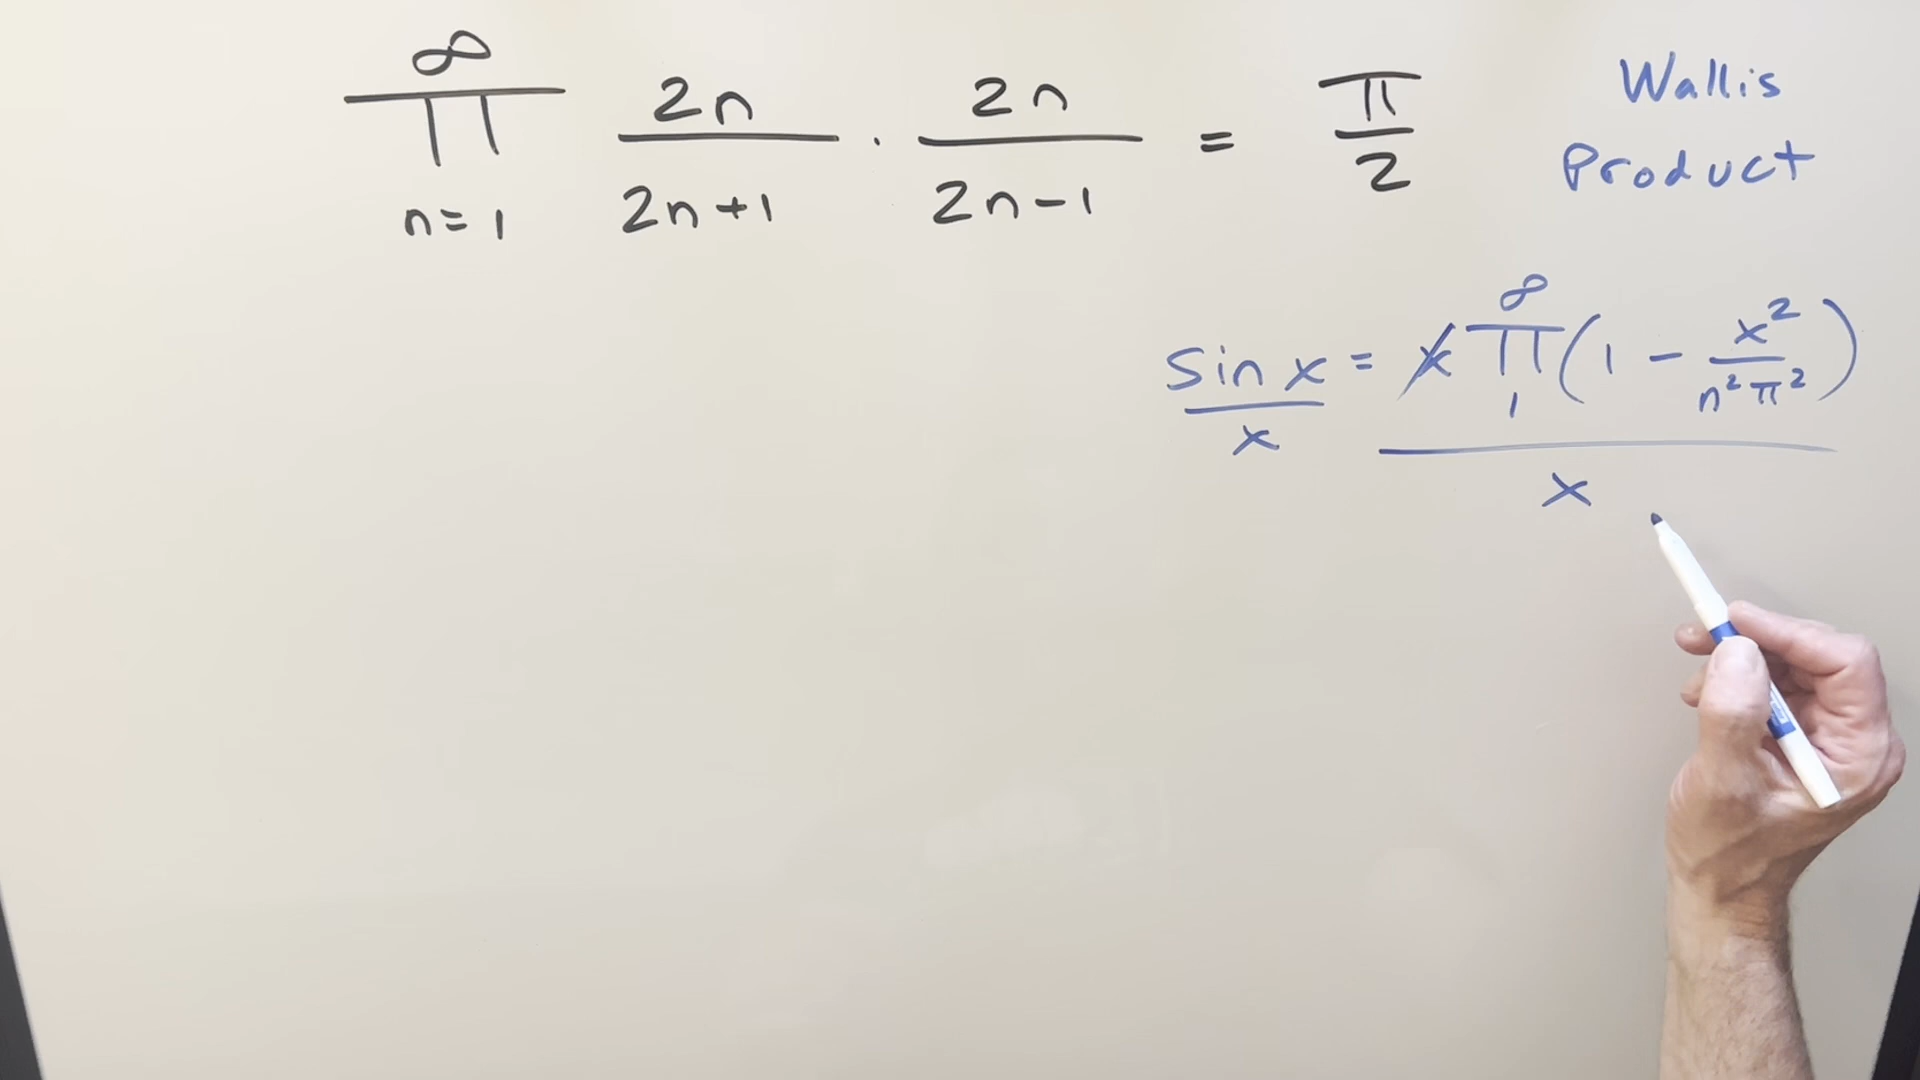 ∞
∏ 2n/2n+1 · 2n/2n-1 = π/2
n=1
Wallis
Product
sin x/x = x ∞∏1 (1 - x²/n²π²)/x